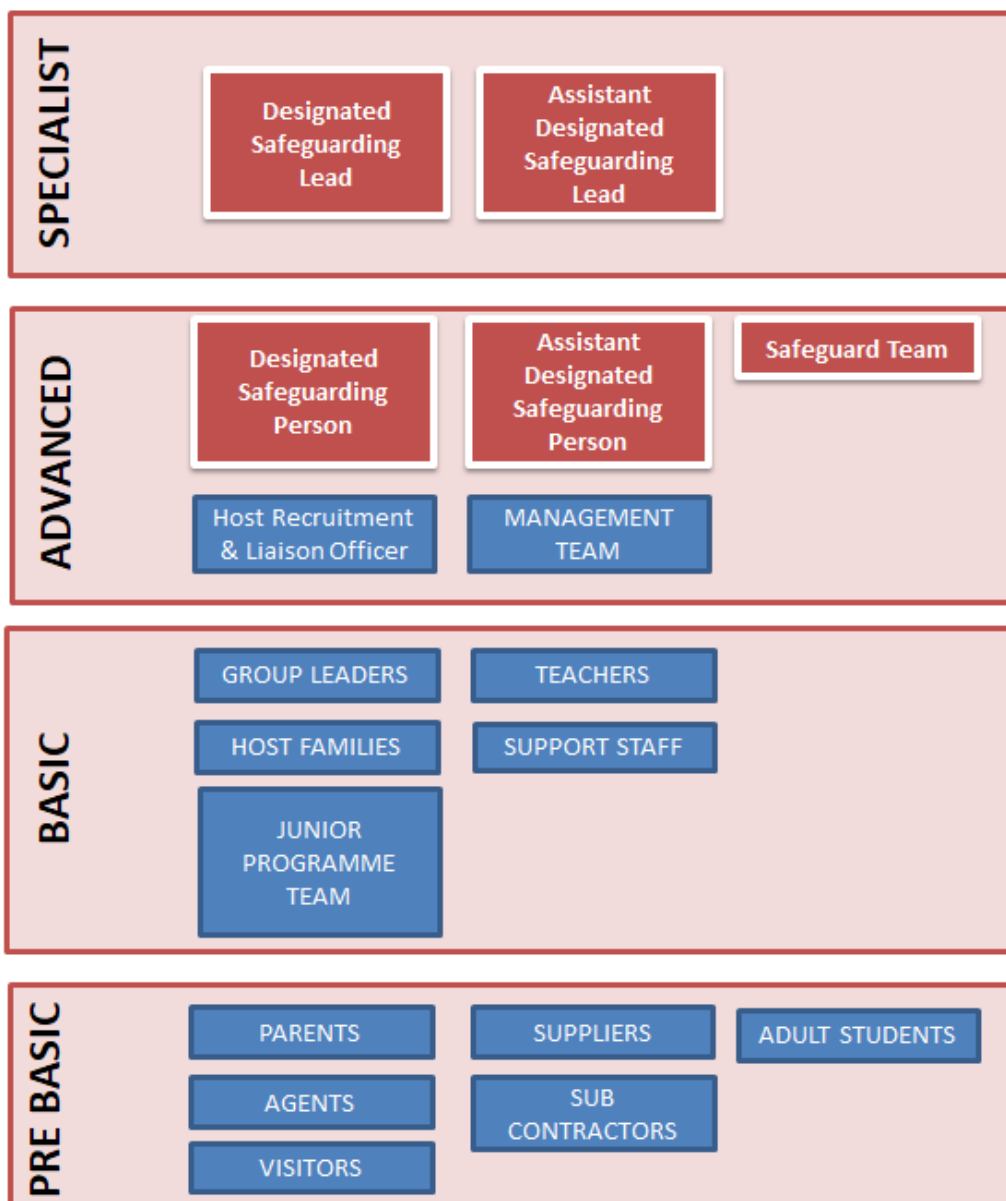 SPECIALIST
Designated
Safeguarding
Lead
Assistant
Designated
Safeguarding
Lead
ADVANCED
Designated
Safeguarding
Person
Assistant
Designated
Safeguarding
Person
Safeguard Team
Host Recruitment
& Liaison Officer
MANAGEMENT
TEAM
BASIC
GROUP LEADERS
TEACHERS
HOST FAMILIES
SUPPORT STAFF
JUNIOR
PROGRAMME
TEAM
PRE BASIC
PARENTS
SUPPLIERS
ADULT STUDENTS
AGENTS
SUB
CONTRACTORS
VISITORS